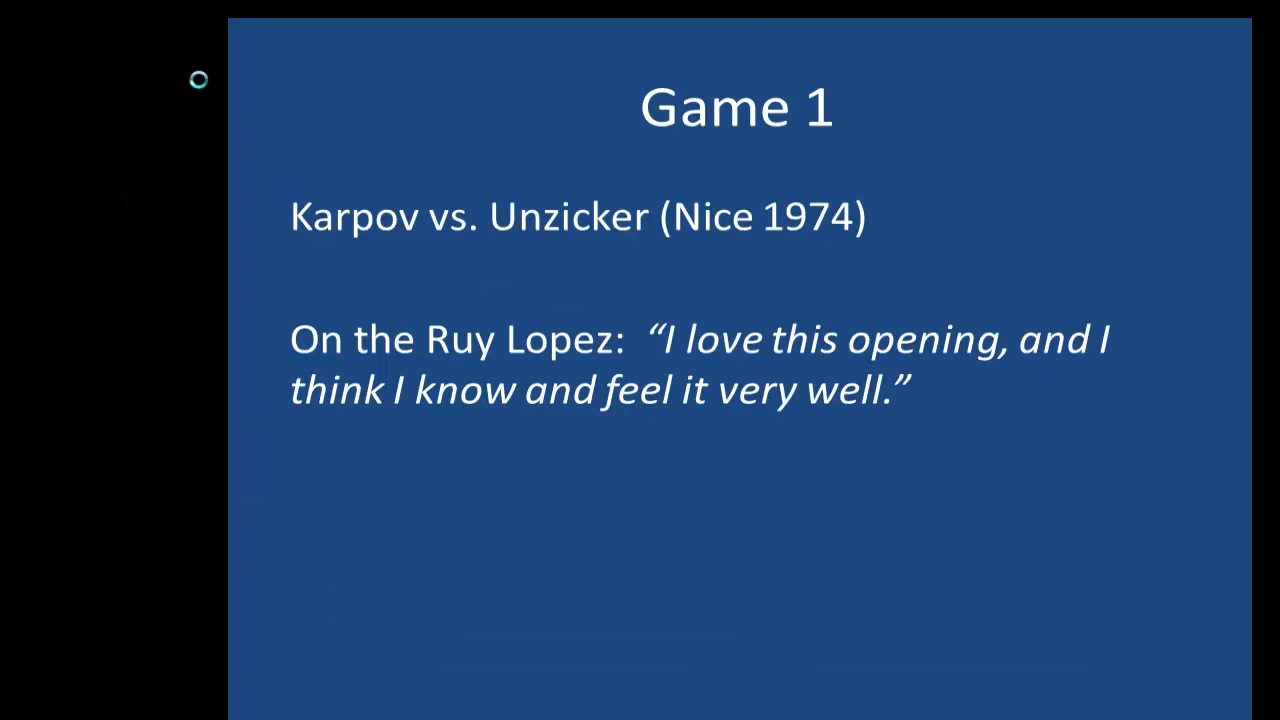 Game 1
Karpov vs. Unzicker (Nice 1974)
On the Ruy Lopez: “I love this opening, and I
think I know and feel it very well.”